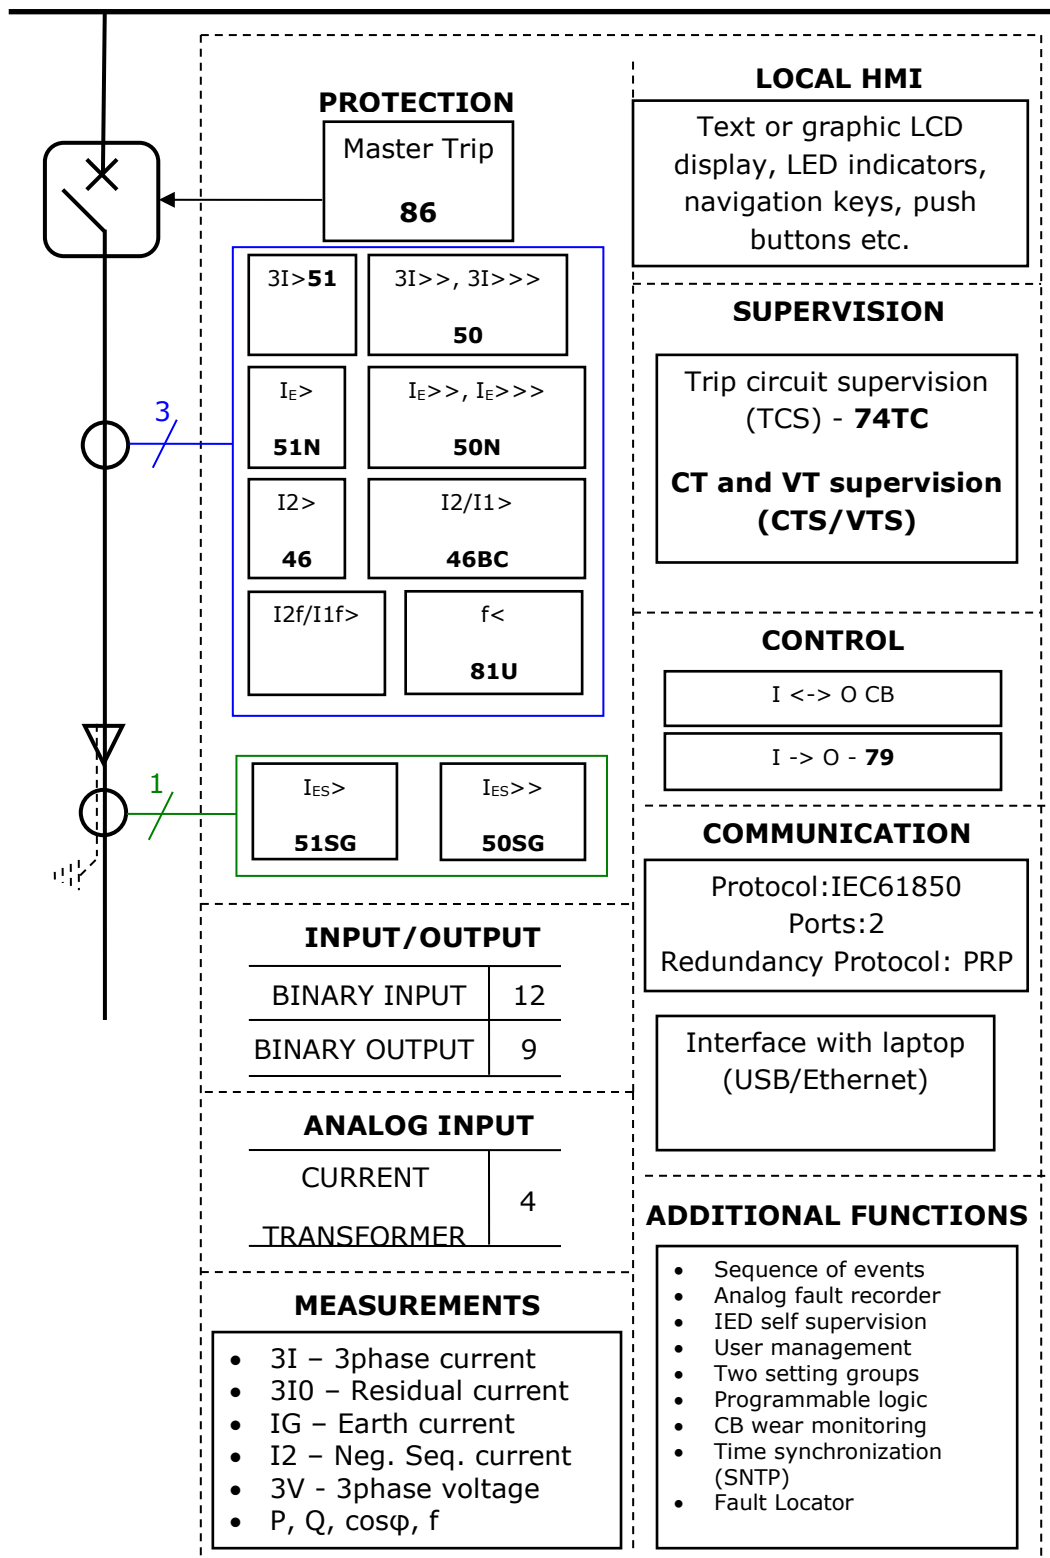 PROTECTION
Master Trip
86
3I>51
3I>>, 3I>>>
50
IE>
51N
IE>>, IE>>>
50N
I2>
46
I2/I1>
46BC
I2f/I1f>
f<
81U
3
1
IES>
51SG
IES>>
50SG
INPUT/OUTPUT
BINARY INPUT 12
BINARY OUTPUT 9
ANALOG INPUT
CURRENT
TRANSFORMER
4
MEASUREMENTS
• 3I – 3phase current
• 3I0 – Residual current
• IG – Earth current
• I2 – Neg. Seq. current
• 3V - 3phase voltage
• P, Q, cosφ, f
LOCAL HMI
Text or graphic LCD
display, LED indicators,
navigation keys, push
buttons etc.
SUPERVISION
Trip circuit supervision
(TCS) - 74TC
CT and VT supervision
(CTS/VTS)
CONTROL
I <-> O CB
I -> O - 79
COMMUNICATION
Protocol:IEC61850
Ports:2
Redundancy Protocol: PRP
Interface with laptop
(USB/Ethernet)
ADDITIONAL FUNCTIONS
• Sequence of events
• Analog fault recorder
• IED self supervision
• User management
• Two setting groups
• Programmable logic
• CB wear monitoring
• Time synchronization
(SNTP)
• Fault Locator